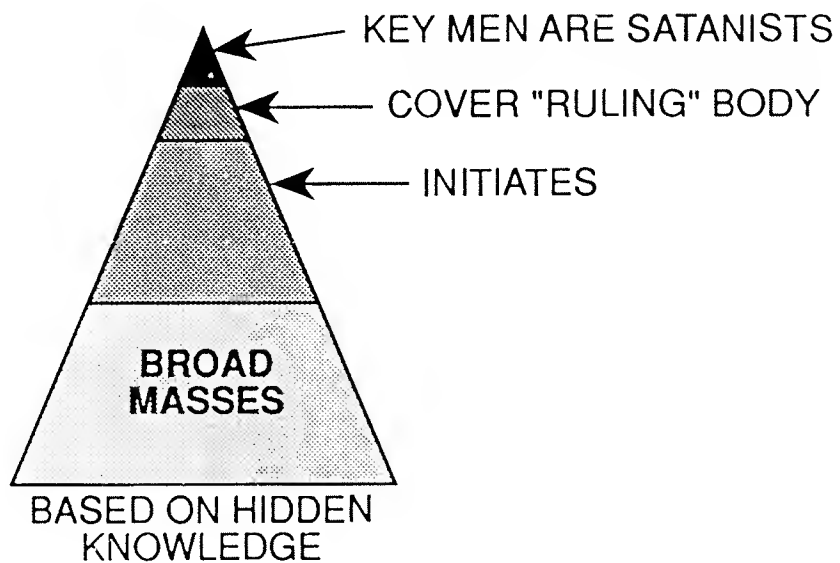 KEY MEN ARE SATANISTS
COVER "RULING" BODY
INITIATES
BROAD
MASSES
BASED ON HIDDEN
KNOWLEDGE